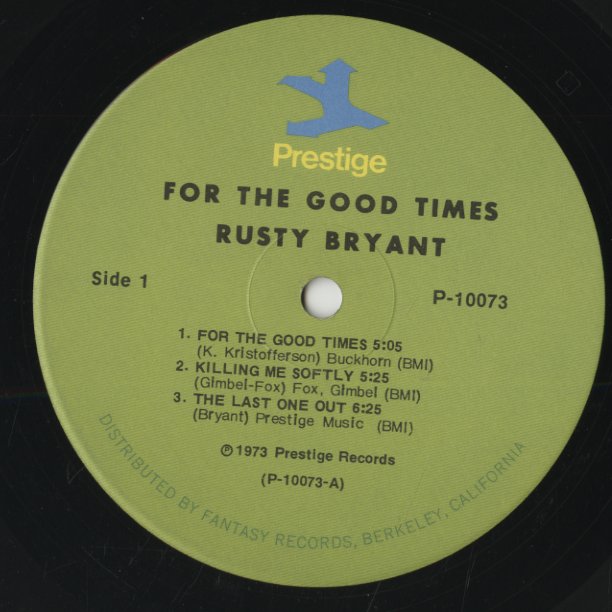 Prestige
FOR THE GOOD TIMES
RUSTY BRYANT
Side 1
P-10073
1. FOR THE GOOD TIMES 5:05
(K. Kristofferson) Buckhorn (BMI)
2. KILLING ME SOFTLY 5:25
(Gimbel-Fox) Fox, Gimbel (BMI)
3. THE LAST ONE OUT 6:25
(Bryant) Prestige Music (BMI)
℗1973 Prestige Records
(P-10073-A)
DISTRIBUTED BY FANTASY RECORDS, BERKELEY, CALIFORNIA